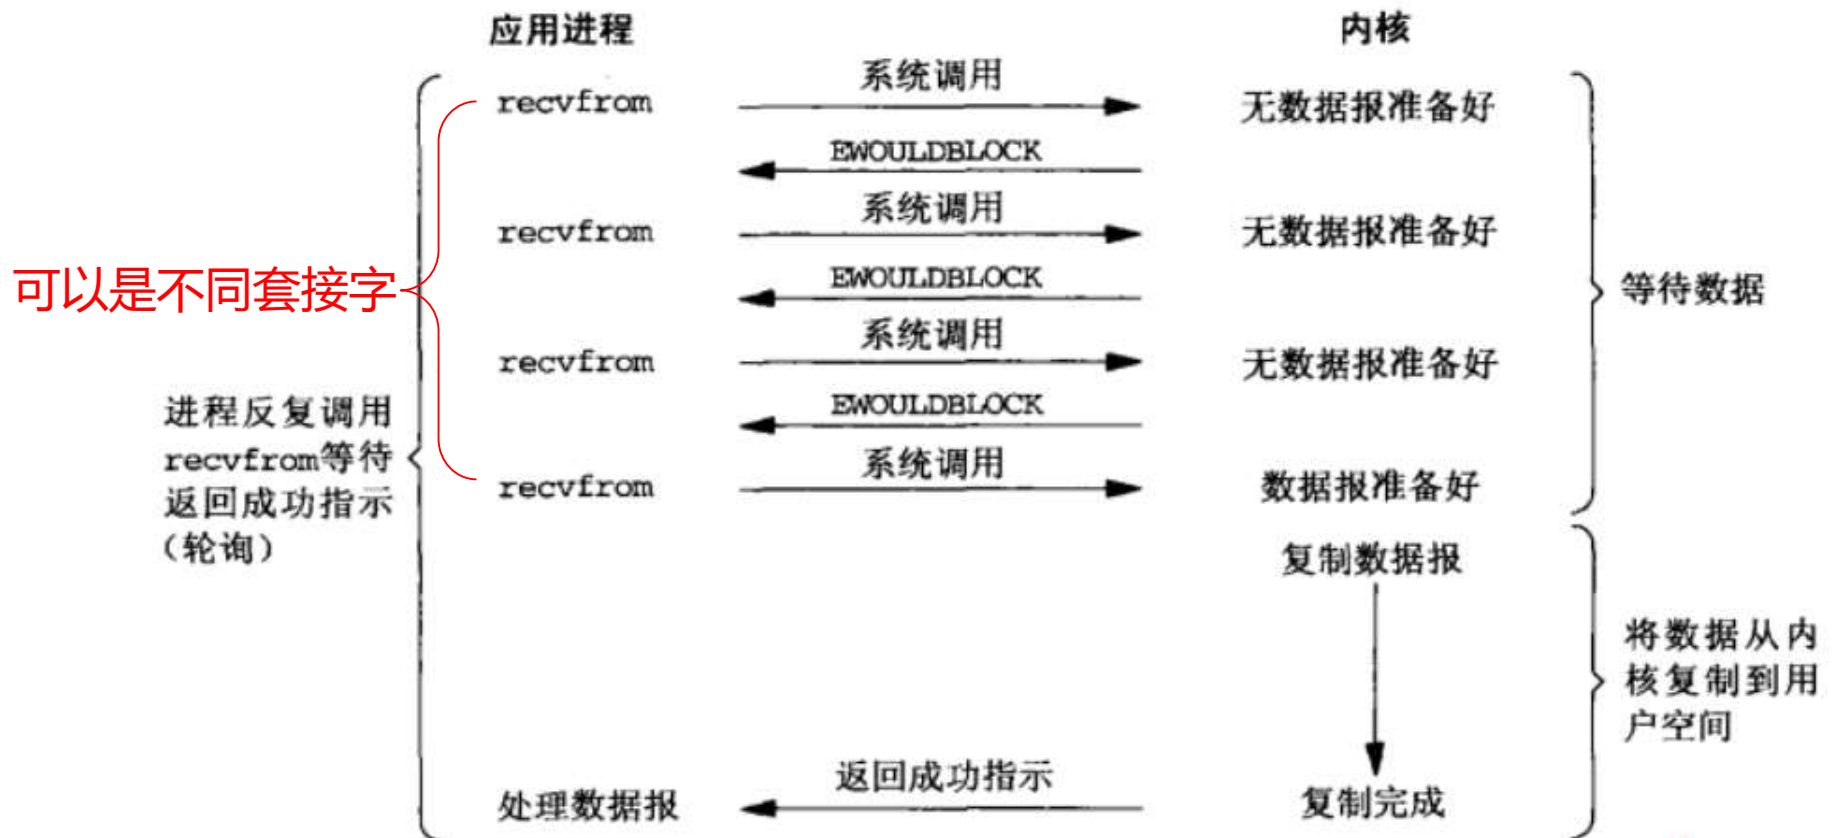 应用进程
内核
系统调用
recvfrom
无数据报准备好
EWOULDBLOCK
系统调用
recvfrom
无数据报准备好
可以是不同套接字
EWOULDBLOCK
等待数据
系统调用
recvfrom
无数据报准备好
EWOULDBLOCK
进程反复调用
recvfrom等待
返回成功指示
（轮询）
系统调用
recvfrom
数据报准备好
复制数据报
将数据从内
核复制到用
户空间
返回成功指示
处理数据报
复制完成